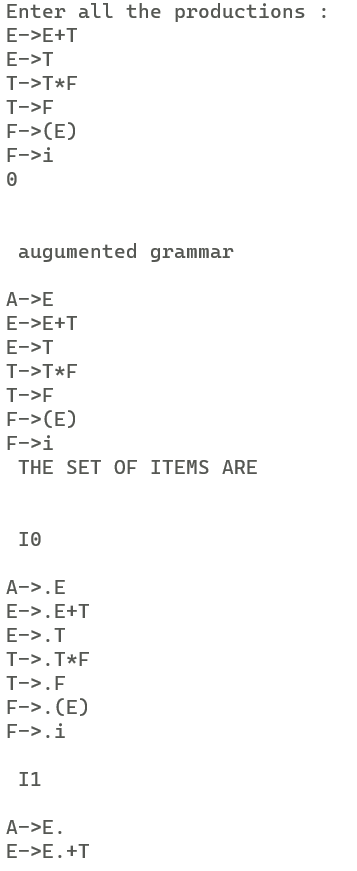 Enter all the productions :
E->E+T
E->T
T->T*F
T->F
F->(E)
F->i
0
augumented grammar
A->E
E->E+T
E->T
T->T*F
T->F
F->(E)
F->i
THE SET OF ITEMS ARE
I0
A->.E
E->.E+T
E->.T
T->.T*F
T->.F
F->.(E)
F->.i
I1
A->E.
E->E.+T